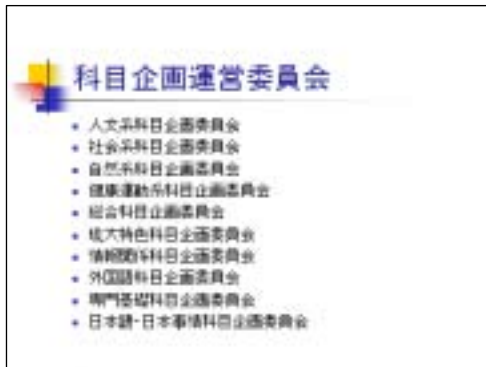 科目企画運営委員会
人文系科目企画委員会
社会系科目企画委員会
自然系科目企画委員会
健康運動系科目企画委員会
総合科目企画委員会
琉大特色科目企画委員会
情報関係科目企画委員会
外国語科目企画委員会
専門基礎科目企画委員会
日本語・日本事情科目企画委員会